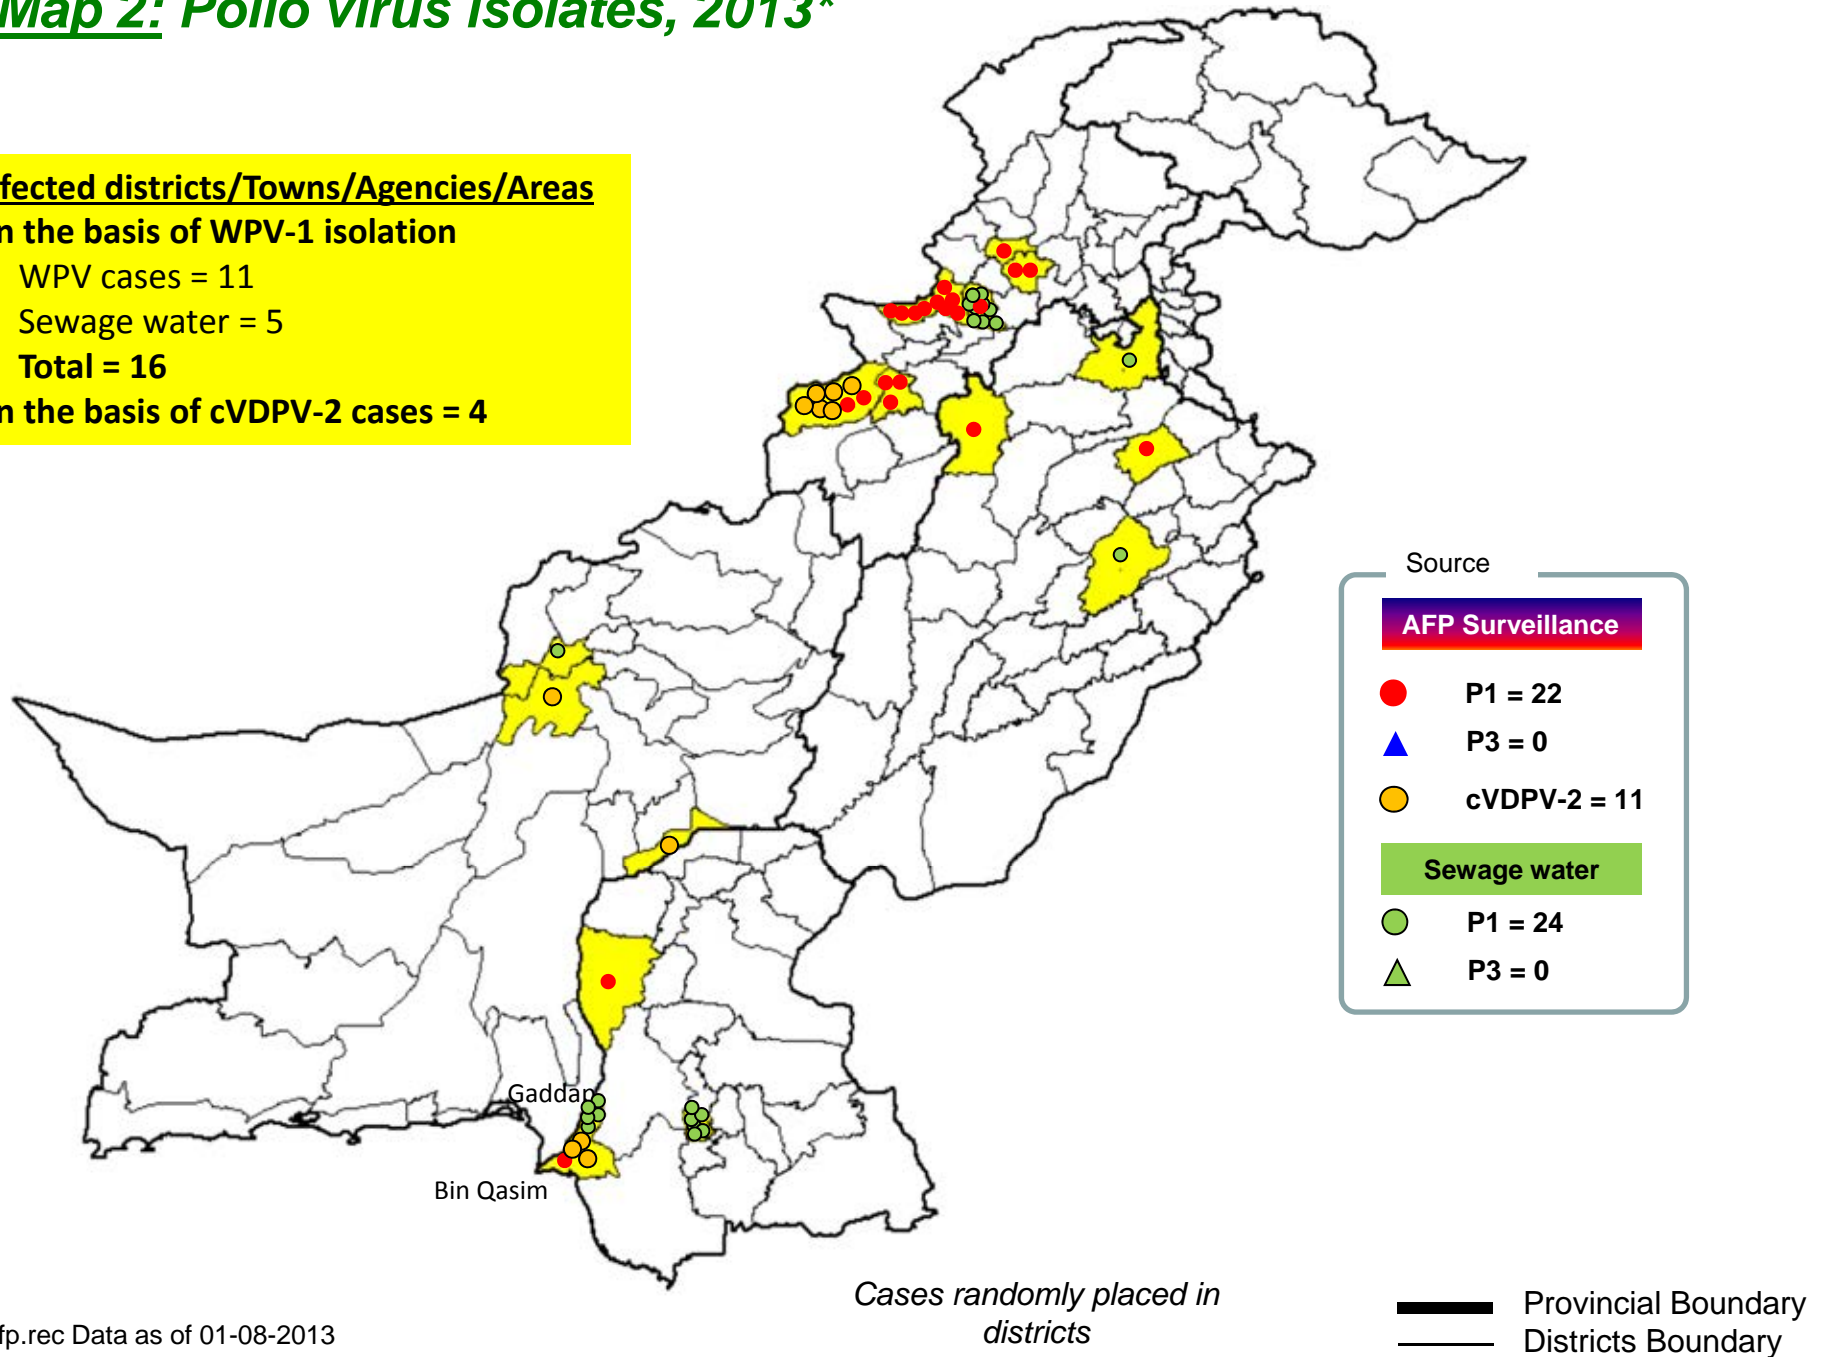 Map 2: Polio virus Isolates, 2013*
fected districts/Towns/Agencies/Areas
n the basis of WPV-1 isolation
WPV cases = 11
Sewage water = 5
Total = 16
n the basis of cVDPV-2 cases = 4
Source
AFP Surveillance
P1 = 22
P3 = 0
cVDPV-2 = 11
Sewage water
P1 = 24
P3 = 0
Gaddap
Bin Qasim
Cases randomly placed in
districts
Provincial Boundary
Districts Boundary
fp.rec Data as of 01-08-2013